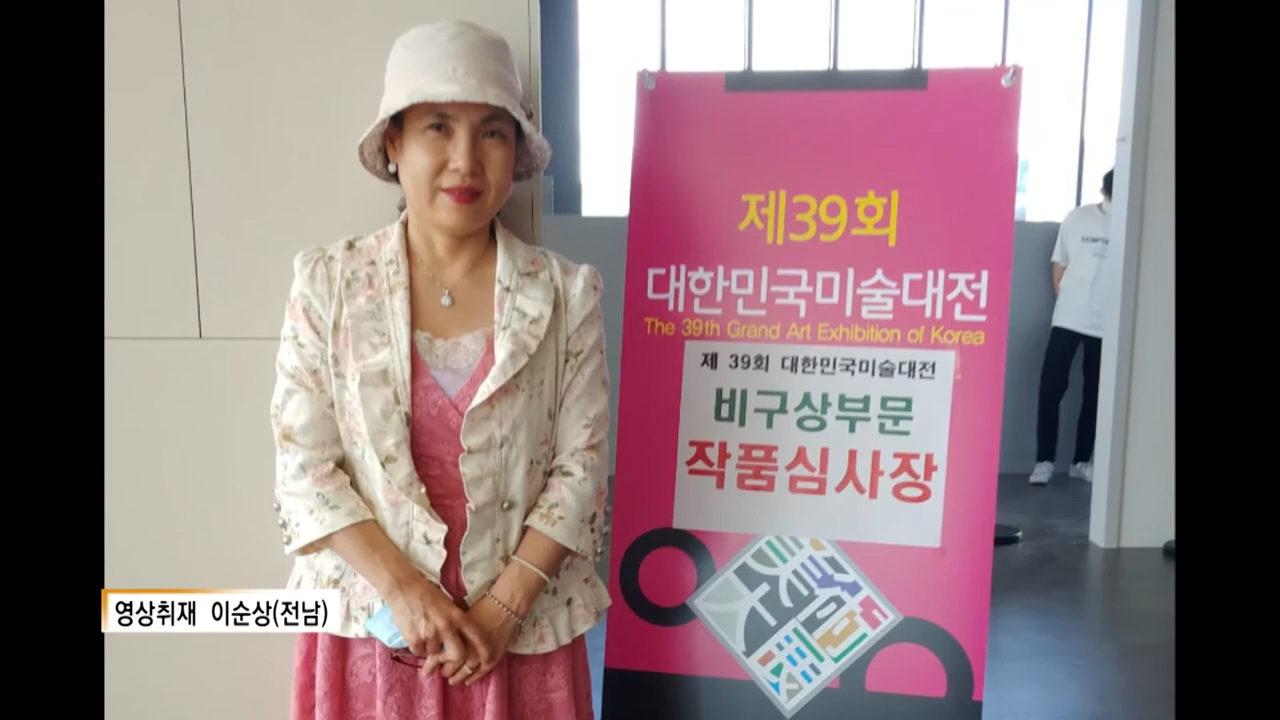 제39회
대한민국미술대전
The 39th Grand Art Exhibition of Korea
제 39회 대한민국미술대전
비구상부문
작품심사장
영상취재 이순상(전남)